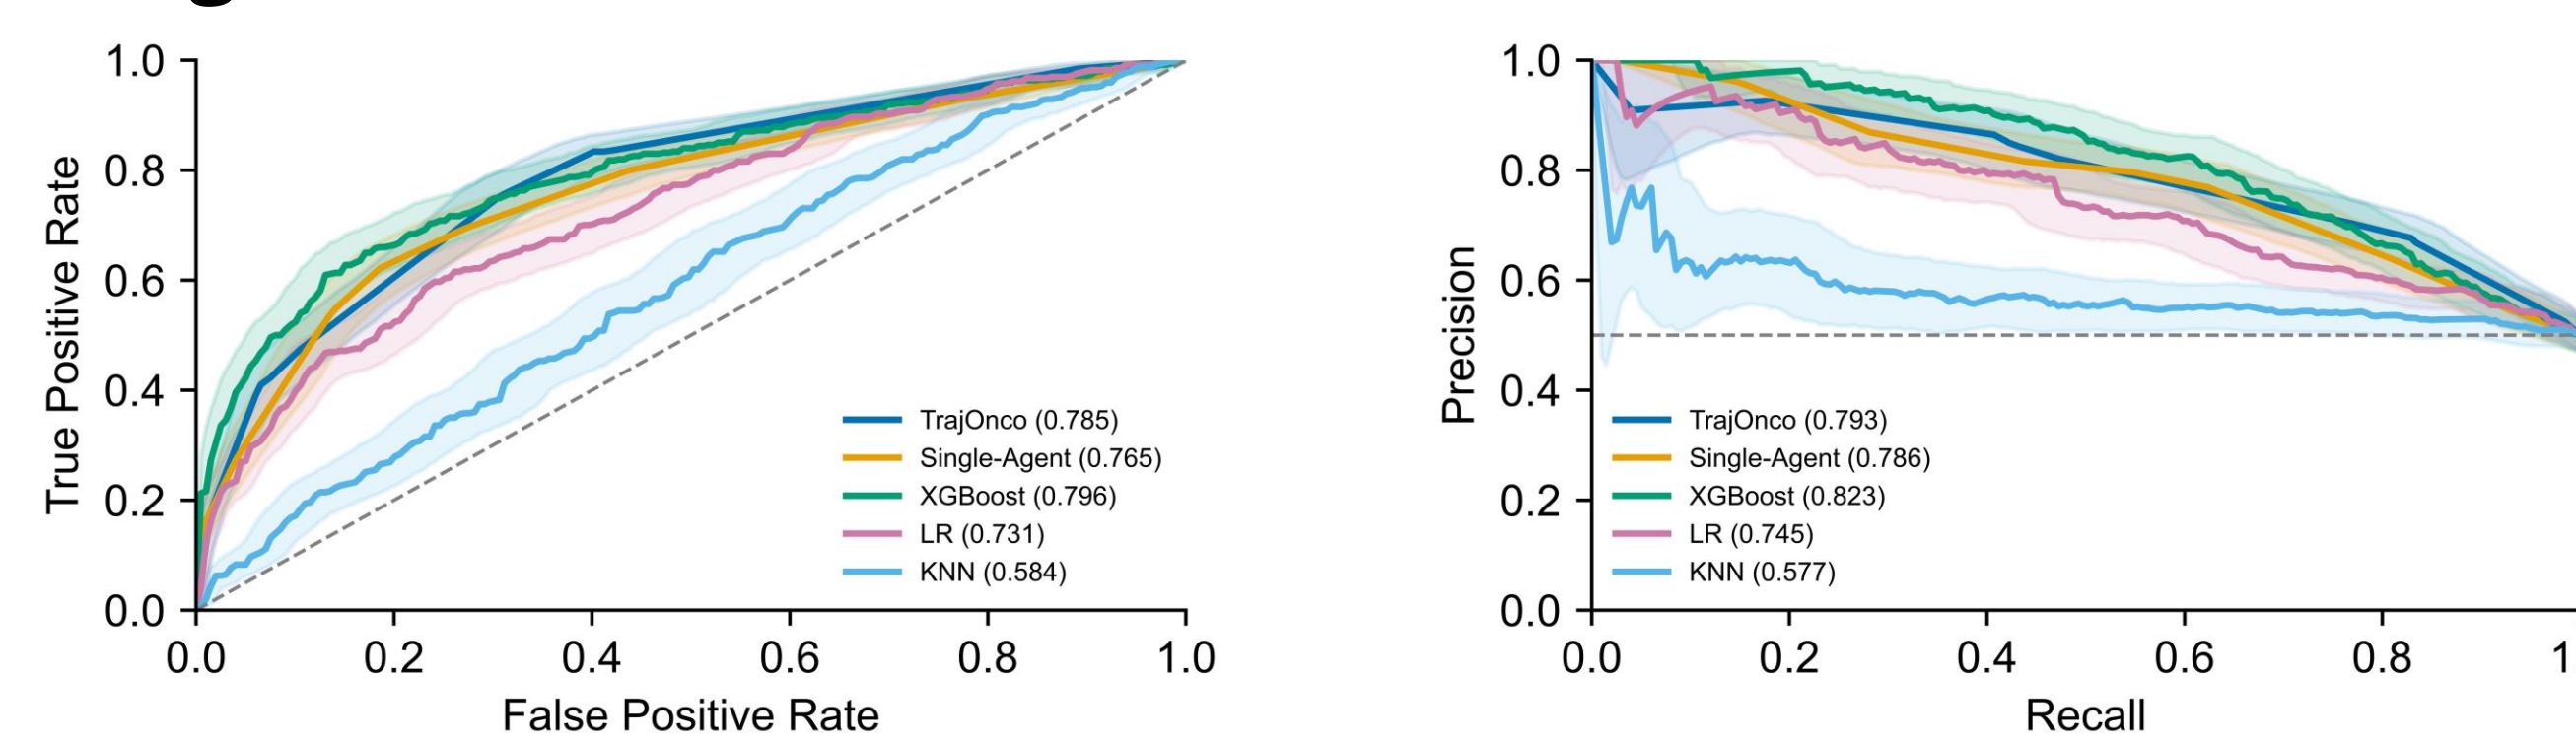 True Positive Rate
1.0
0.8
0.6
0.4
0.2
0.0
TrajOnco (0.785)
Single-Agent (0.765)
XGBoost (0.796)
LR (0.731)
KNN (0.584)
0.0 0.2 0.4 0.6 0.8 1.0
False Positive Rate
Precision
1.0
0.8
0.6
0.4
0.2
0.0
TrajOnco (0.793)
Single-Agent (0.786)
XGBoost (0.823)
LR (0.745)
KNN (0.577)
0.0 0.2 0.4 0.6 0.8
Recall